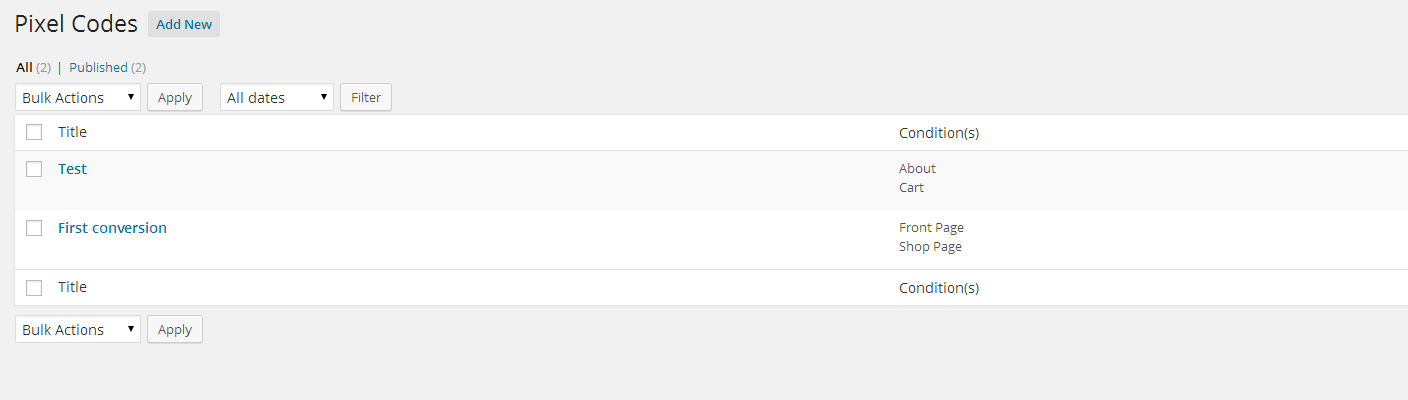 Pixel Codes Add New
All (2) | Published (2)
Bulk Actions Apply All dates Filter
Title Condition(s)
Test About
Cart
First conversion Front Page
Shop Page
Title Condition(s)
Bulk Actions Apply